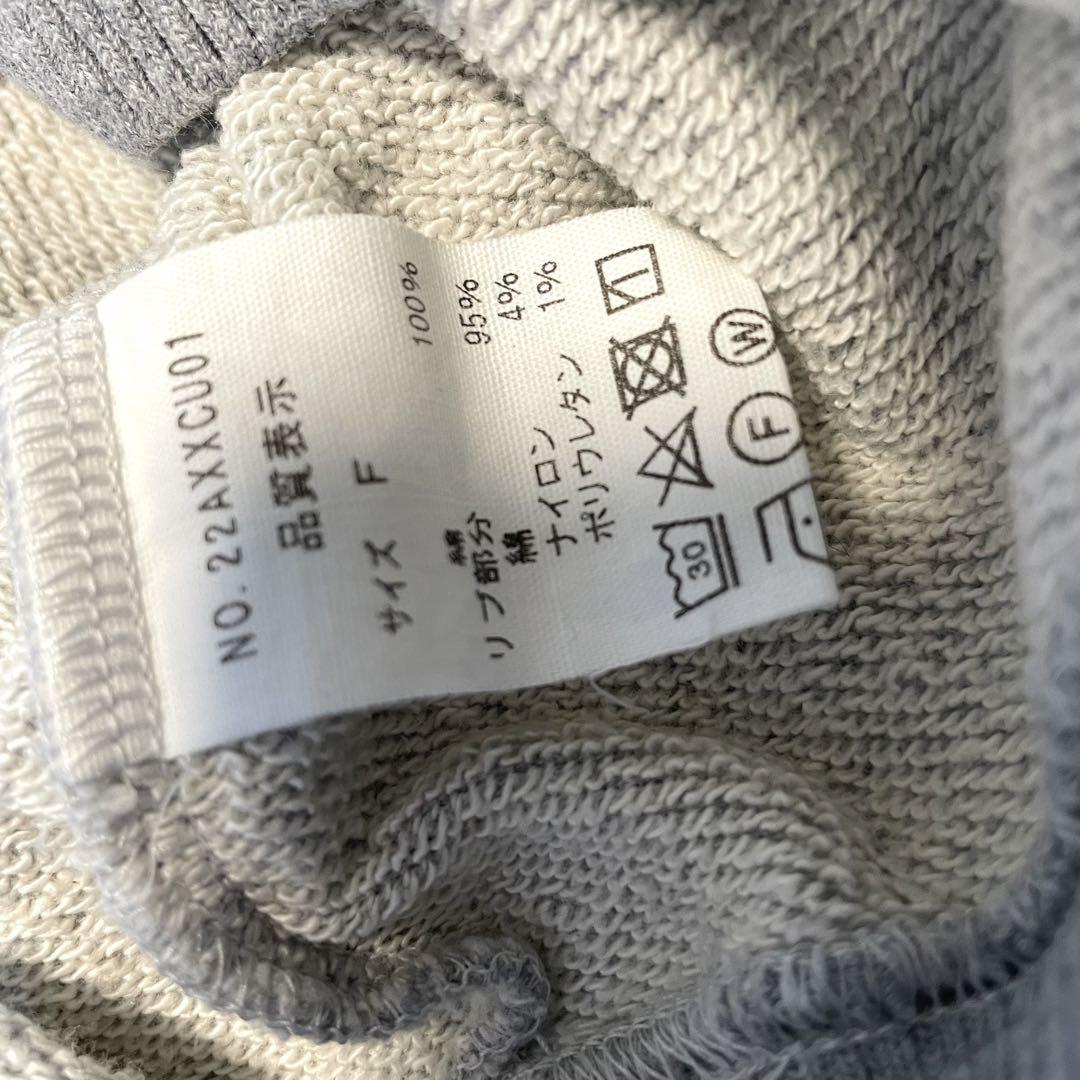 NO.22AXXCU01
品質表示
サイズ F
綿 100%
リブ部分
綿 95%
ナイロン 4%
ポリウレタン 1%
30
F
W